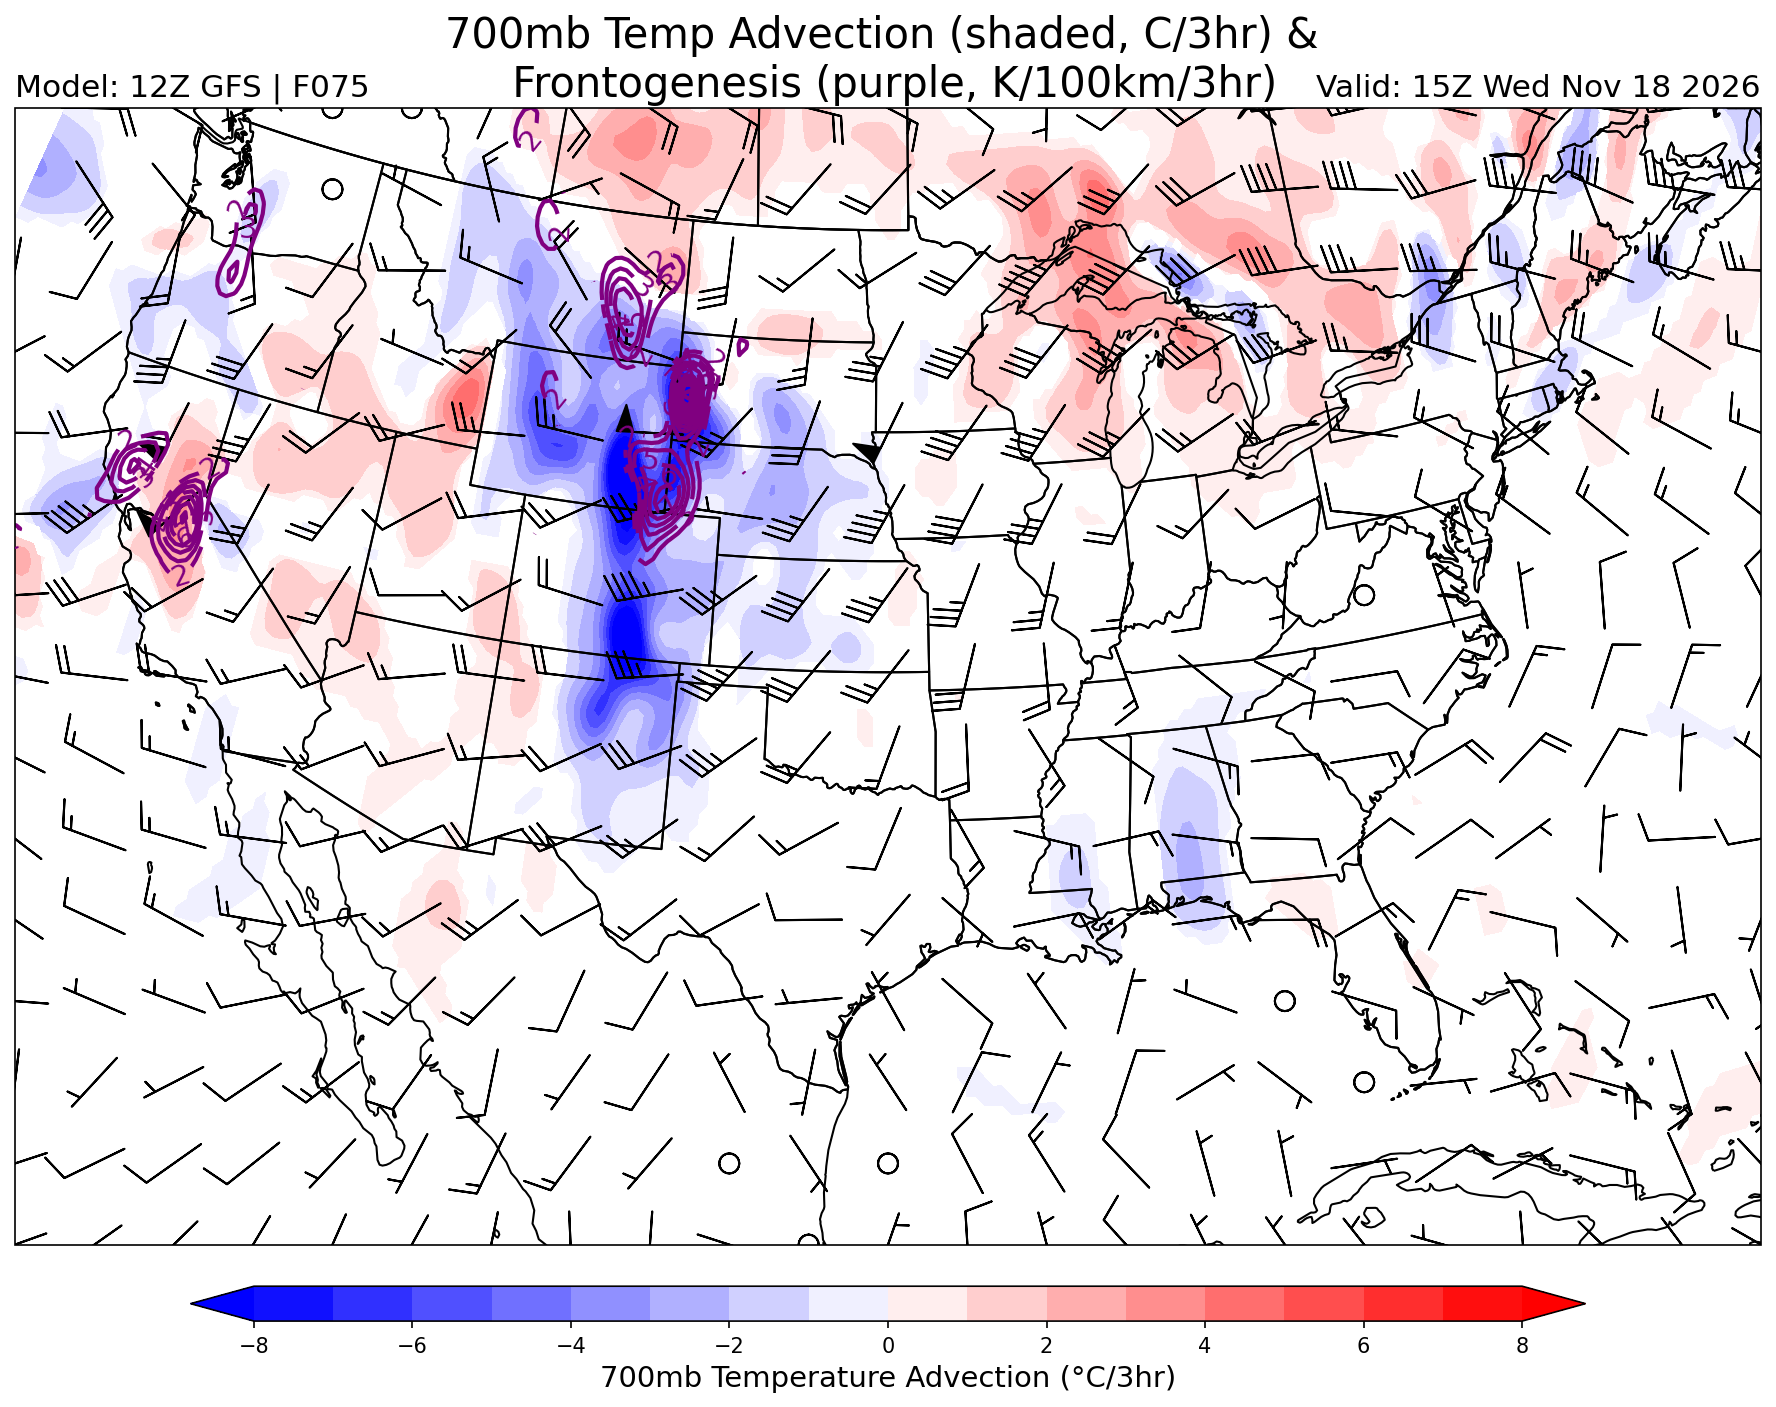 700mb Temp Advection (shaded, C/3hr) &
Frontogenesis (purple, K/100km/3hr)
Model: 12Z GFS | F075
Valid: 15Z Wed Nov 18 2026
−8 −6 −4 −2 0 2 4 6 8
700mb Temperature Advection (°C/3hr)